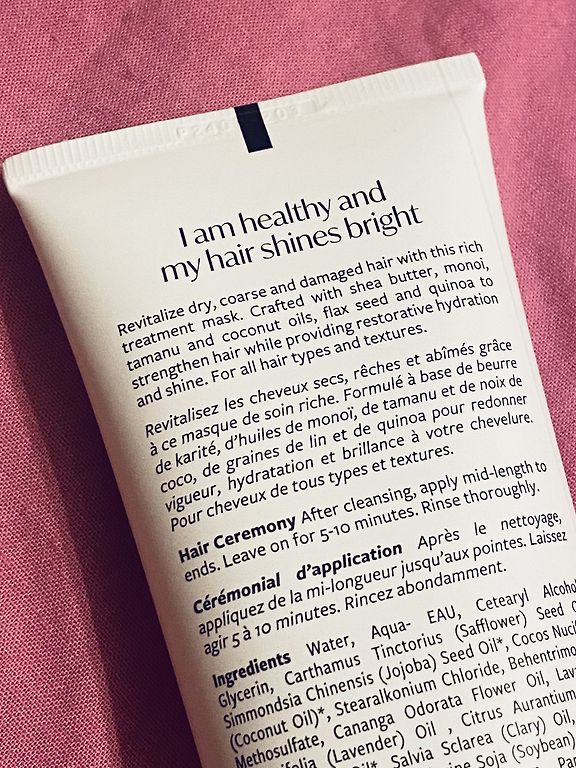 I am healthy and
my hair shines bright
Revitalize dry, coarse and damaged hair with this rich
treatment mask. Crafted with shea butter, monoi,
tamanu and coconut oils, flax seed and quinoa to
strengthen hair while providing restorative hydration
and shine. For all hair types and textures.
Revitalisez les cheveux secs, rêches et abîmés grâce
à ce masque de soin riche. Formulé à base de beurre
de karité, d'huiles de monoï, de tamanu et de noix de
coco, de graines de lin et de quinoa pour redonner
vigueur, hydratation et brillance à votre chevelure.
Pour cheveux de tous types et textures.
Hair Ceremony After cleansing, apply mid-length to
ends. Leave on for 5-10 minutes. Rinse thoroughly.
Cérémonial d'application Après le nettoyage,
appliquez de la mi-longueur jusqu'aux pointes. Laissez
agir 5 à 10 minutes. Rincez abondamment.
Ingredients Water, Aqua- EAU, Cetearyl
Glycerin, Carthamus Tinctorius (Safflower) Seed
Simmondsia Chinensis (Jojoba) Seed Oil*, Cocos
(Coconut Oil)*, Stearalkonium Chloride,
Methosulfate, Cananga Odorata Flower Oil,
(Lavender) Oil , Citrus
Salvia Sclarea (Clary) Oil,
Soja (Soybean)